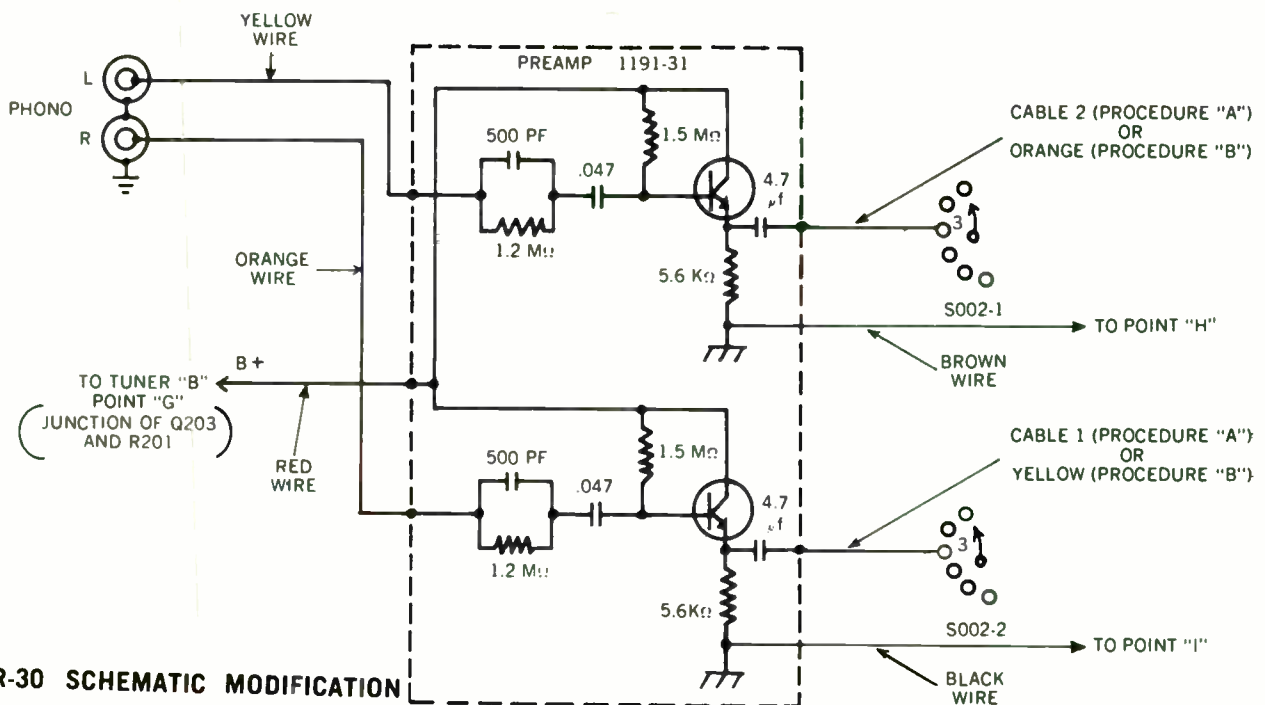 YELLOW
WIRE
PREAMP 1191-31
L
PHONO
R
500 PF
1.5 MΩ
.047
4.7
μf
1.2 MΩ
5.6 KΩ
CABLE 2 (PROCEDURE "A")
OR
ORANGE (PROCEDURE "B")
3
S002-1
TO POINT "H"
BROWN
WIRE
ORANGE
WIRE
B+
TO TUNER "B"
POINT "G"
(JUNCTION OF Q203
AND R201)
RED
WIRE
500 PF
1.5 MΩ
.047
4.7
μf
1.2 MΩ
5.6KΩ
CABLE 1 (PROCEDURE "A")
OR
YELLOW (PROCEDURE "B")
3
S002-2
TO POINT "I"
BLACK
WIRE
R-30 SCHEMATIC MODIFICATION